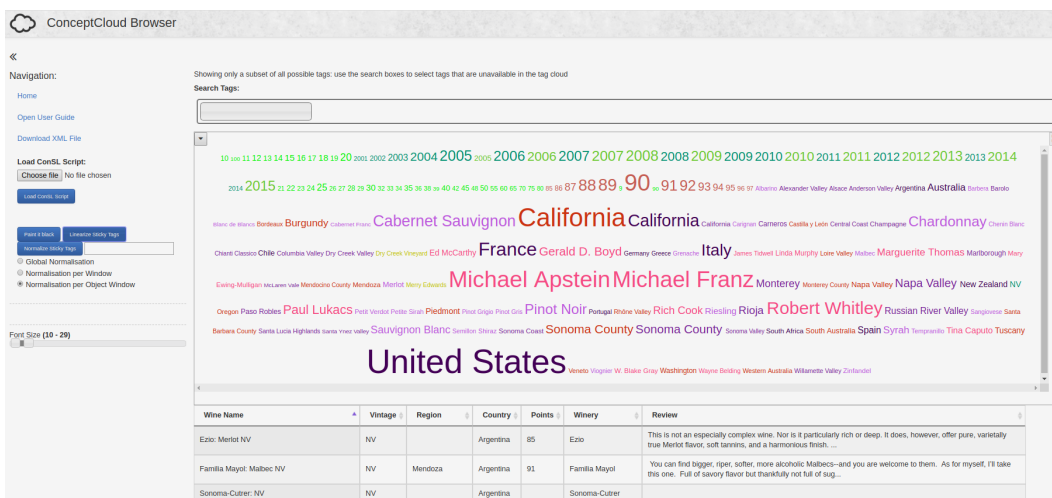 ConceptCloud Browser
«
Navigation:
Home
Open User Guide
Download XML File
Load ConSL Script:
Choose file No file chosen
Load ConSL Script
Paint It Black Linearize Sticky Tags
Normalize Sticky Tags
Global Normalisation
Normalisation per Window
Normalisation per Object Window
Font Size (10 - 29)
Showing only a subset of all possible tags: use the search boxes to select tags that are unavailable in the tag cloud
Search Tags:
10 100 11 12 13 14 15 16 17 18 19 20 2001 2002 2003 2004 2005 2005 2006 2006 2007 2007 2008 2008 2009 2009 2010 2010 2011 2011 2012 2012 2013 2013 2014
2014 2015 21 22 23 24 25 26 27 28 29 30 32 33 34 35 36 38 39 40 42 45 48 50 55 60 65 70 75 80 85 86 87 88 89 9 90 90 91 92 93 94 95 96 97 Albarino Alexander Valley Alsace Anderson Valley Argentina Australia Barbera Barolo
Blanc de Blancs Bordeaux Burgundy Cabernet Franc Cabernet Sauvignon California California California Carignan Carneros Castilla y León Central Coast Champagne Chardonnay Chenin Blanc
Chianti Classico Chile Columbia Valley Dry Creek Valley Dry Creek Vineyard Ed McCarthy France Gerald D. Boyd Germany Greece Grenache Italy James Tidwell Linda Murphy Loire Valley Malbec Marguerite Thomas Marlborough Mary
Ewing-Mulligan McLaren Vale Mendocino County Mendoza Merlot Merry Edwards Michael Apstein Michael Franz Monterey Monterey County Napa Valley Napa Valley New Zealand NV
Oregon Paso Robles Paul Lukacs Petit Verdot Petite Sirah Piedmont Pinot Grigio Pinot Gris Pinot Noir Portugal Rhône Valley Rich Cook Riesling Rioja Robert Whitley Russian River Valley Sangiovese Santa
Barbara County Santa Lucia Highlands Santa Ynez Valley Sauvignon Blanc Semillon Shiraz Sonoma Coast Sonoma County Sonoma County Sonoma Valley South Africa South Australia Spain Syrah Tempranillo Tina Caputo Tuscany
United States Veneto Viognier W. Blake Gray Washington Wayne Belding Western Australia Willamette Valley Zinfandel
Wine Name Vintage Region Country Points Winery Review
Ezio: Merlot NV NV Argentina 85 Ezio This is not an especially complex wine. Nor is it particularly rich or deep. It does, however, offer pure, varietally
true Merlot flavor, soft tannins, and a harmonious finish. ...
Familia Mayol: Malbec NV NV Mendoza Argentina 91 Familia Mayol You can find bigger, riper, softer, more alcoholic Malbecs--and you are welcome to them. As for myself, I'll take
this one. Full of savory flavor but thankfully not full of sug...
Sonoma-Cutrer: NV NV Argentina Sonoma-Cutrer